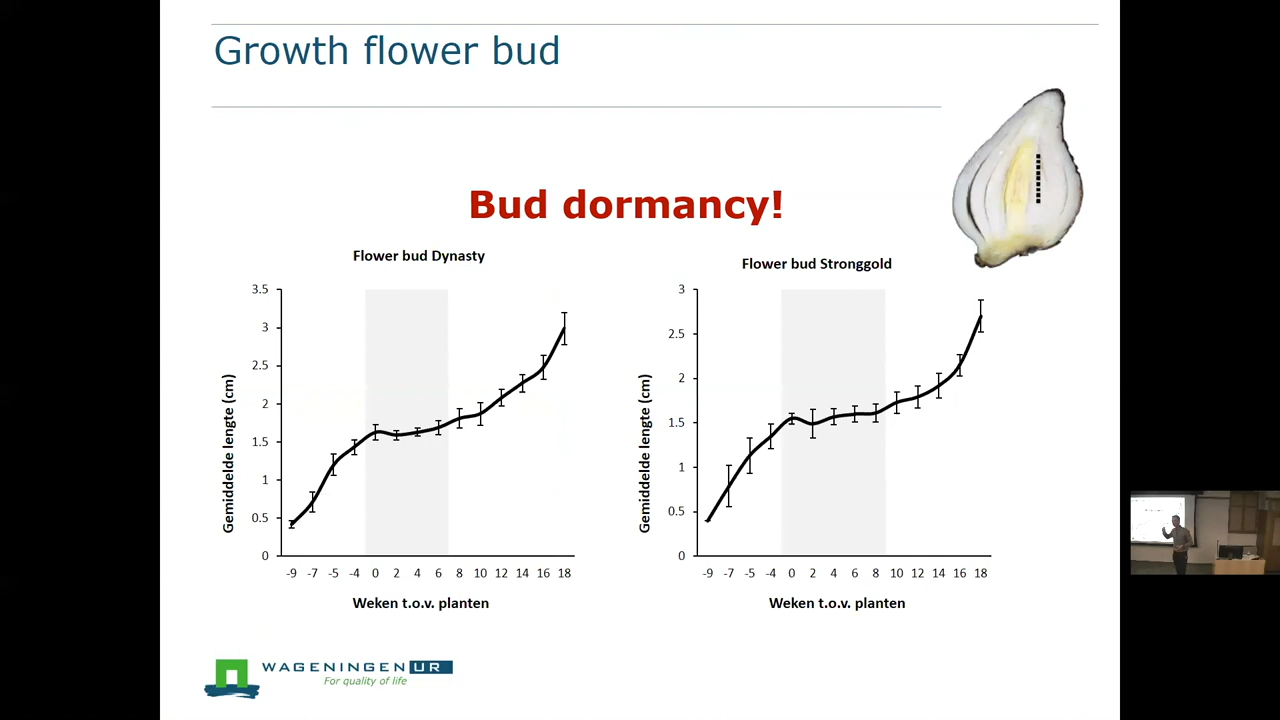 Growth flower bud
Bud dormancy!
Flower bud Dynasty
3.5
3
2.5
2
1.5
1
0.5
0
Gemiddelde lengte (cm)
-9 -7 -5 -4 0 2 4 6 8 10 12 14 16 18
Weken t.o.v. planten
Flower bud Stronggold
3
2.5
2
1.5
1
0.5
0
Gemiddelde lengte (cm)
-9 -7 -5 -4 0 2 4 6 8 10 12 14 16 18
Weken t.o.v. planten
WAGENINGEN UR
For quality of life